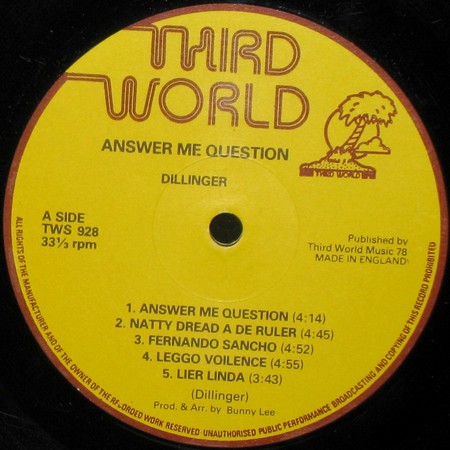 THIRD
WORLD
ANSWER ME QUESTION
DILLINGER
THIRD WORLD
A SIDE
TWS 928
33⅓ rpm
Published by
Third World Music 78
MADE IN ENGLAND
1. ANSWER ME QUESTION (4:14)
2. NATTY DREAD A DE RULER (4:45)
3. FERNANDO SANCHO (4:52)
4. LEGGO VOILENCE (4:55)
5. LIER LINDA (3:43)
(Dillinger)
Prod. & Arr. by Bunny Lee
ALL RIGHTS OF THE MANUFACTURER AND OF THE OWNER OF THE RF-ORDED WORK RESERVED UNAUTHORISED PUBLIC PERFORMANCE BROADCASTING AND COPYING OF THIS RECORD PROHIBITED